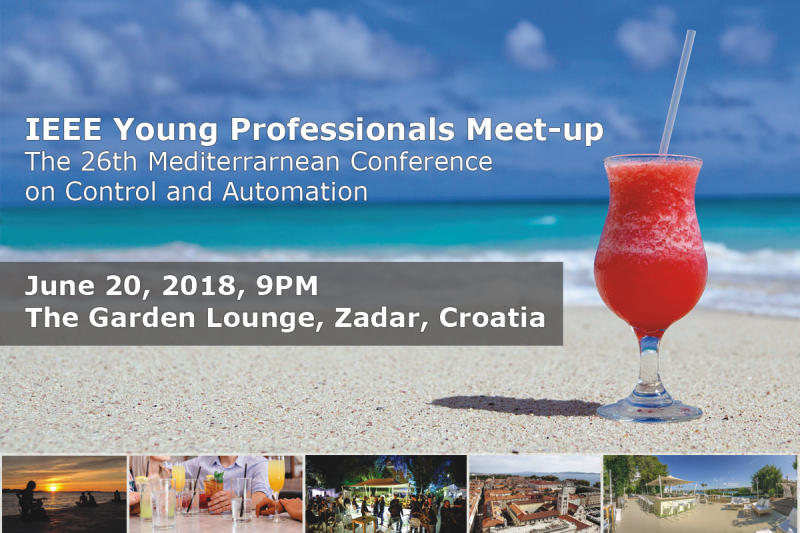 IEEE Young Professionals Meet-up
The 26th Mediterrarnean Conference
on Control and Automation
June 20, 2018, 9PM
The Garden Lounge, Zadar, Croatia